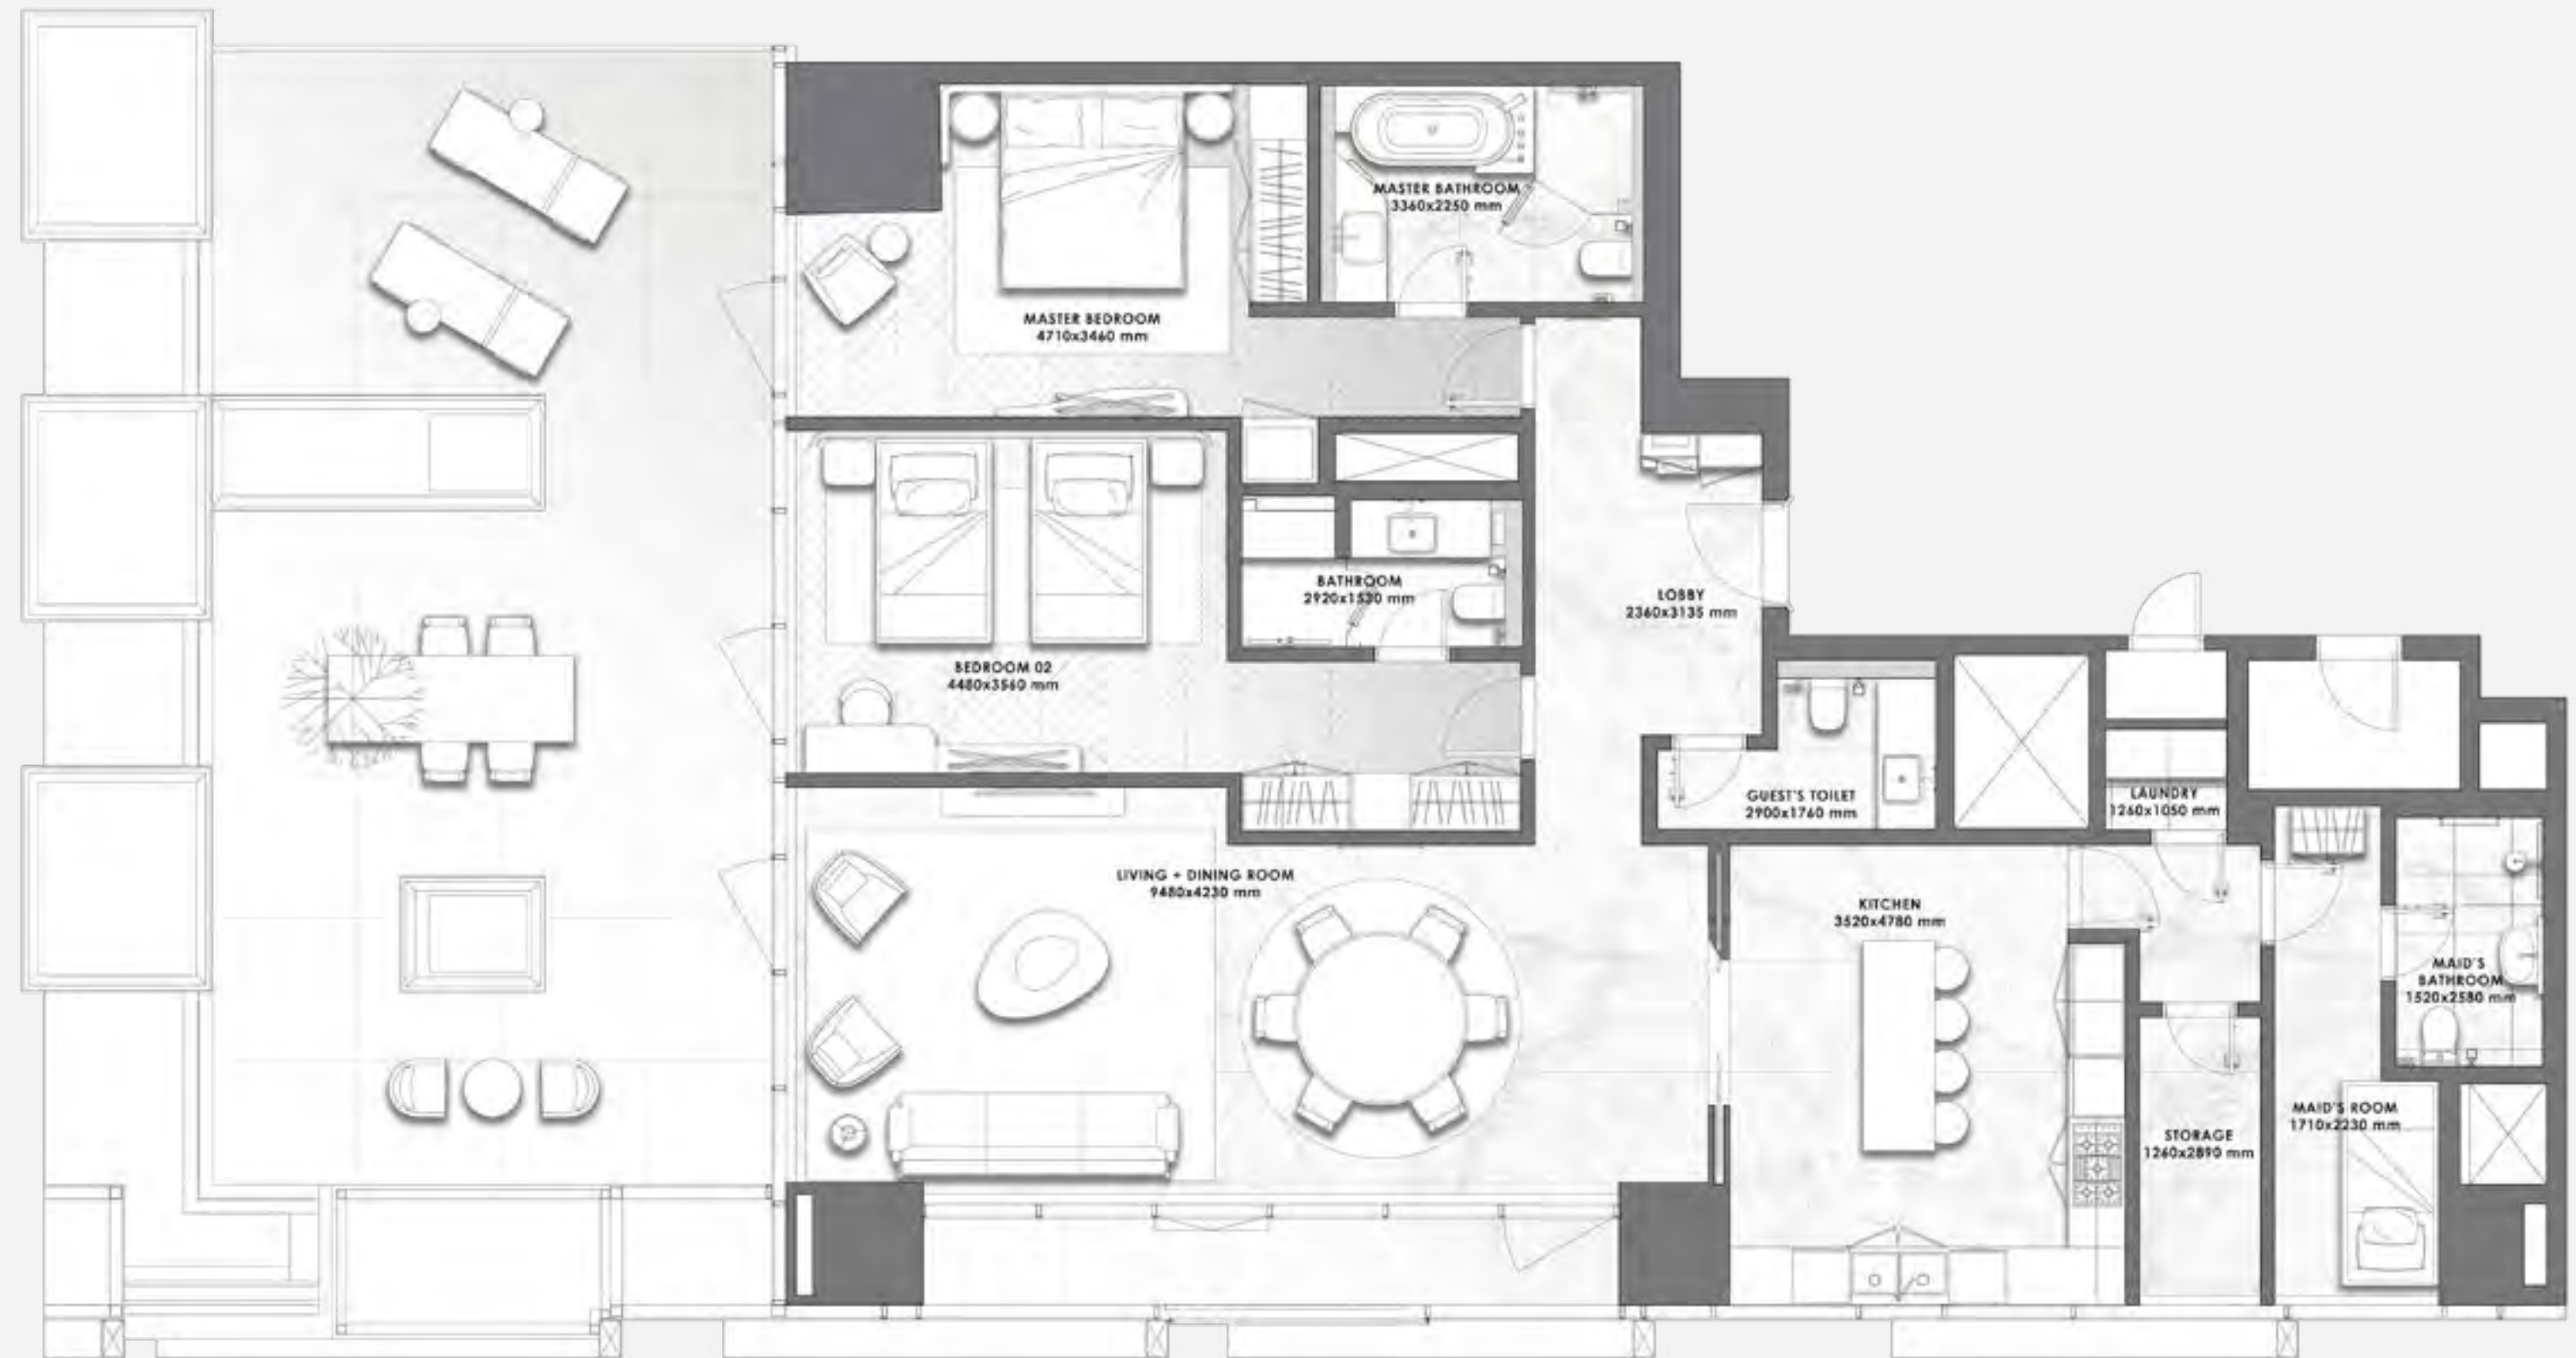 MASTER BATHROOM
3360x2250 mm
MASTER BEDROOM
4710x3460 mm
BATHROOM
2920x1530 mm
LOBBY
2360x3135 mm
BEDROOM 02
4480x3560 mm
GUEST'S TOILET
2900x1760 mm
LAUNDRY
1260x1050 mm
LIVING + DINING ROOM
9480x4230 mm
KITCHEN
3520x4780 mm
MAID'S
BATHROOM
1520x2580 mm
MAID'S ROOM
1710x2230 mm
STORAGE
1260x2890 mm